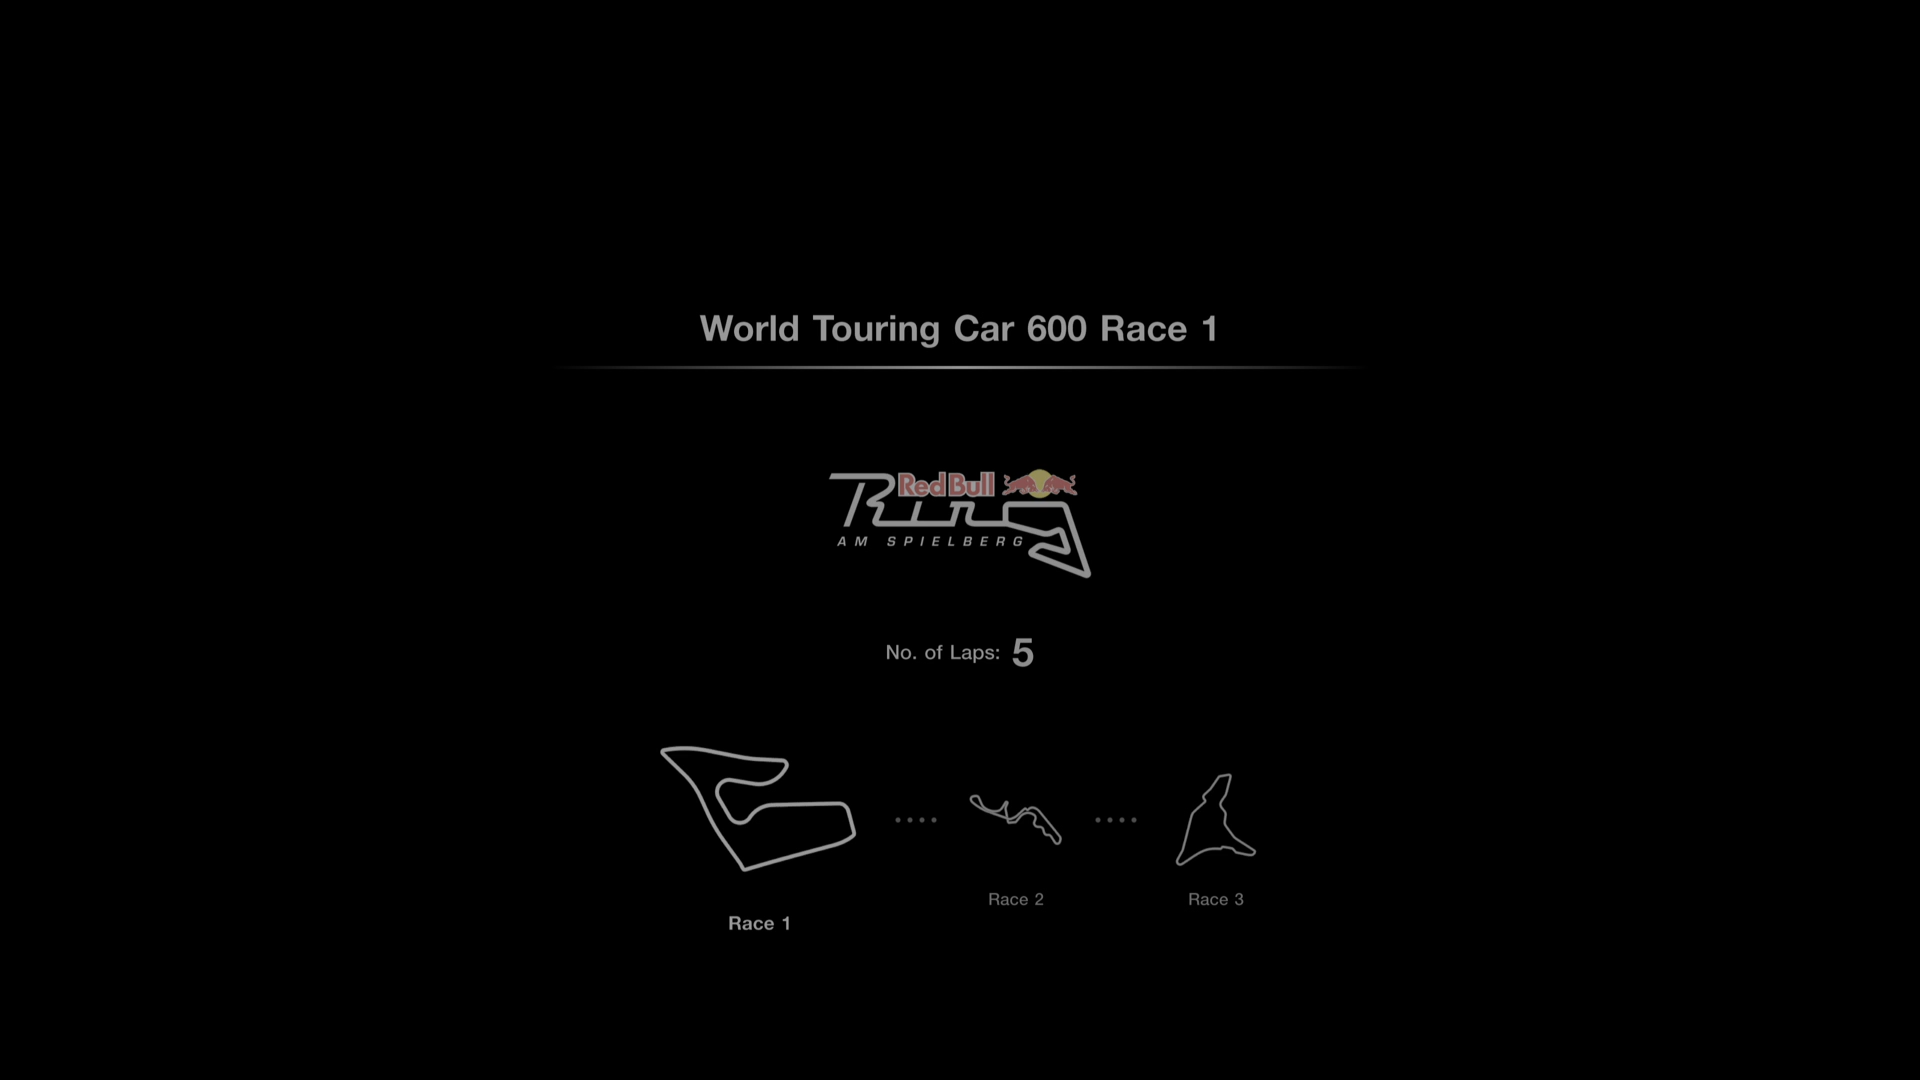 World Touring Car 600 Race 1
Red Bull
Ring
AM SPIELBERG
No. of Laps: 5
Race 1
Race 2
Race 3